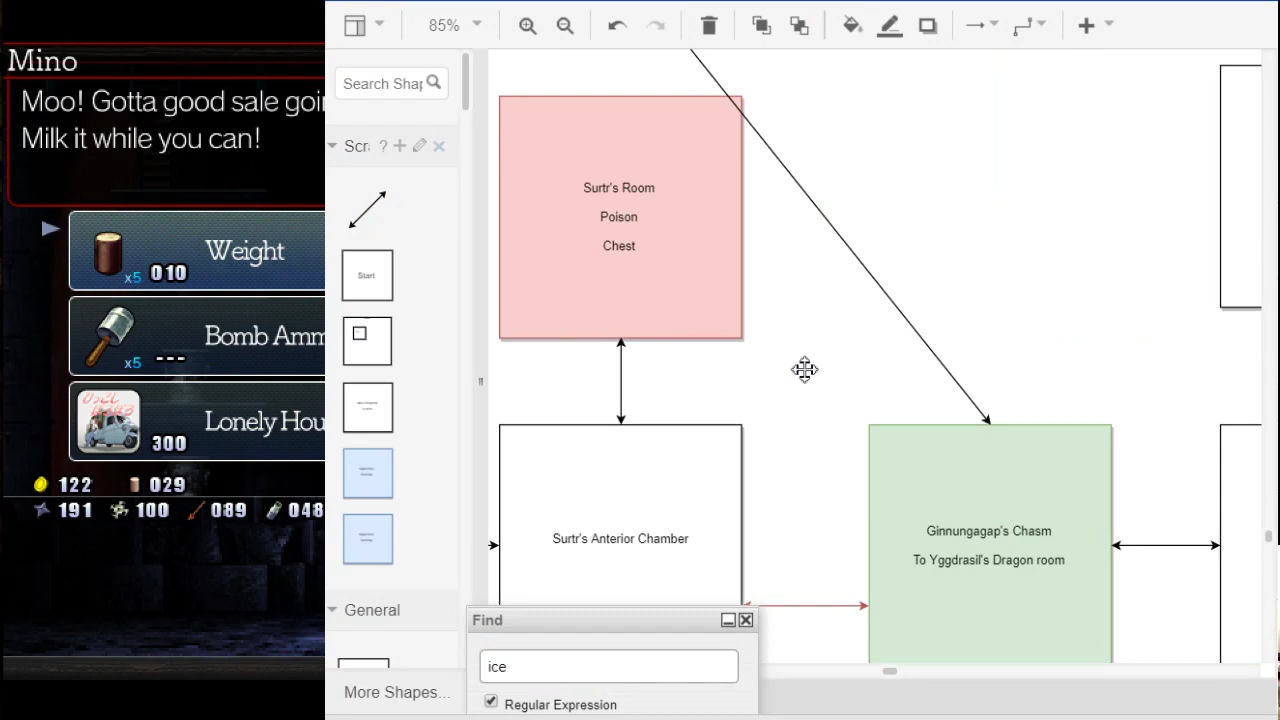 Mino
Moo! Gotta good sale goi
Milk it while you can!
x5 010 Weight
x5 --- Bomb Amm
300 Lonely Hou
122 029
191 100 089 048
85%
Search Shap
Scr ? + ×
Start
General
More Shapes...
Surtr's Room
Poison
Chest
Surtr's Anterior Chamber
Ginnungagap's Chasm
To Yggdrasil's Dragon room
Find
ice
Regular Expression